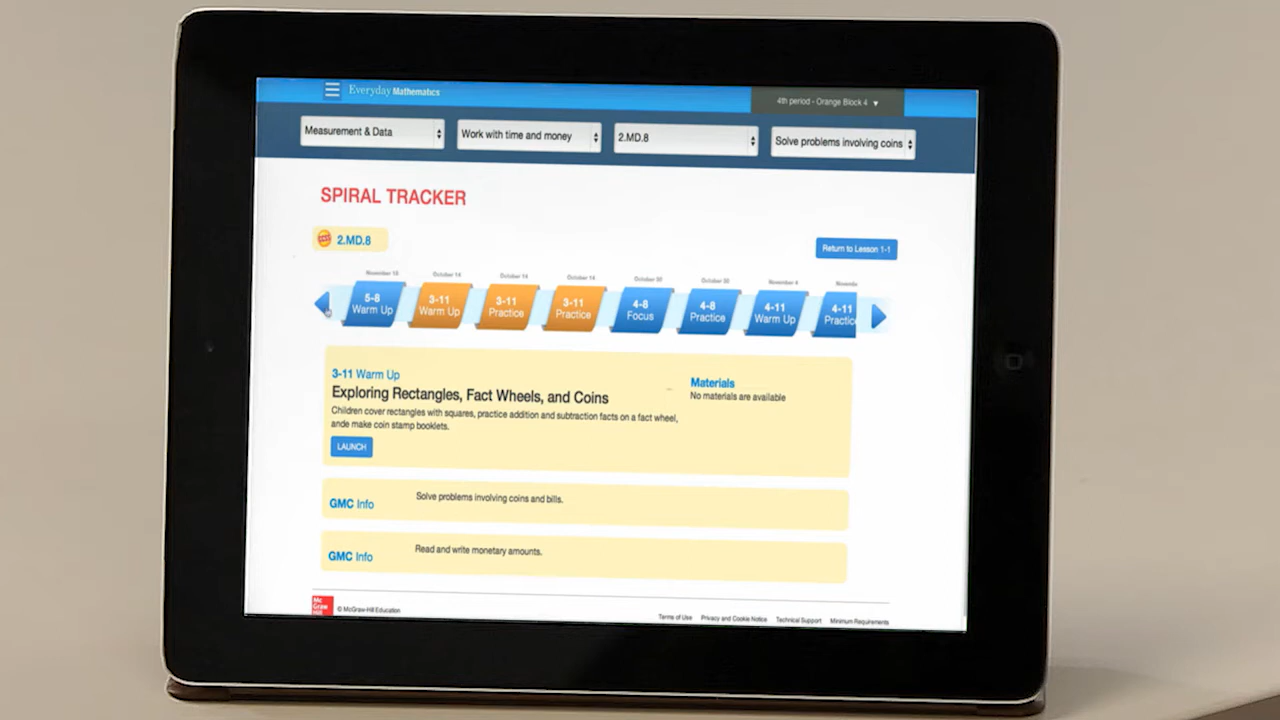 Everyday Mathematics
4th period - Orange Block 4
Measurement & Data
Work with time and money
2.MD.8
Solve problems involving coins
SPIRAL TRACKER
2.MD.8
Return to Lesson 1-1
October 14
October 14
October 14
October 30
October 30
November 4
5-8
Warm Up
3-11
Warm Up
3-11
Practice
3-11
Practice
4-8
Focus
4-8
Practice
4-11
Warm Up
4-11
Practic
3-11 Warm Up
Exploring Rectangles, Fact Wheels, and Coins
Children cover rectangles with squares, practice addition and subtraction facts on a fact wheel,
ande make coin stamp booklets.
LAUNCH
Materials
No materials are available
GMC Info
Solve problems involving coins and bills.
GMC Info
Read and write monetary amounts.
Mc
Graw
Hill
© McGraw-Hill Education
Terms of Use
Privacy and Cookie Notice
Technical Support
Minimum Requirements